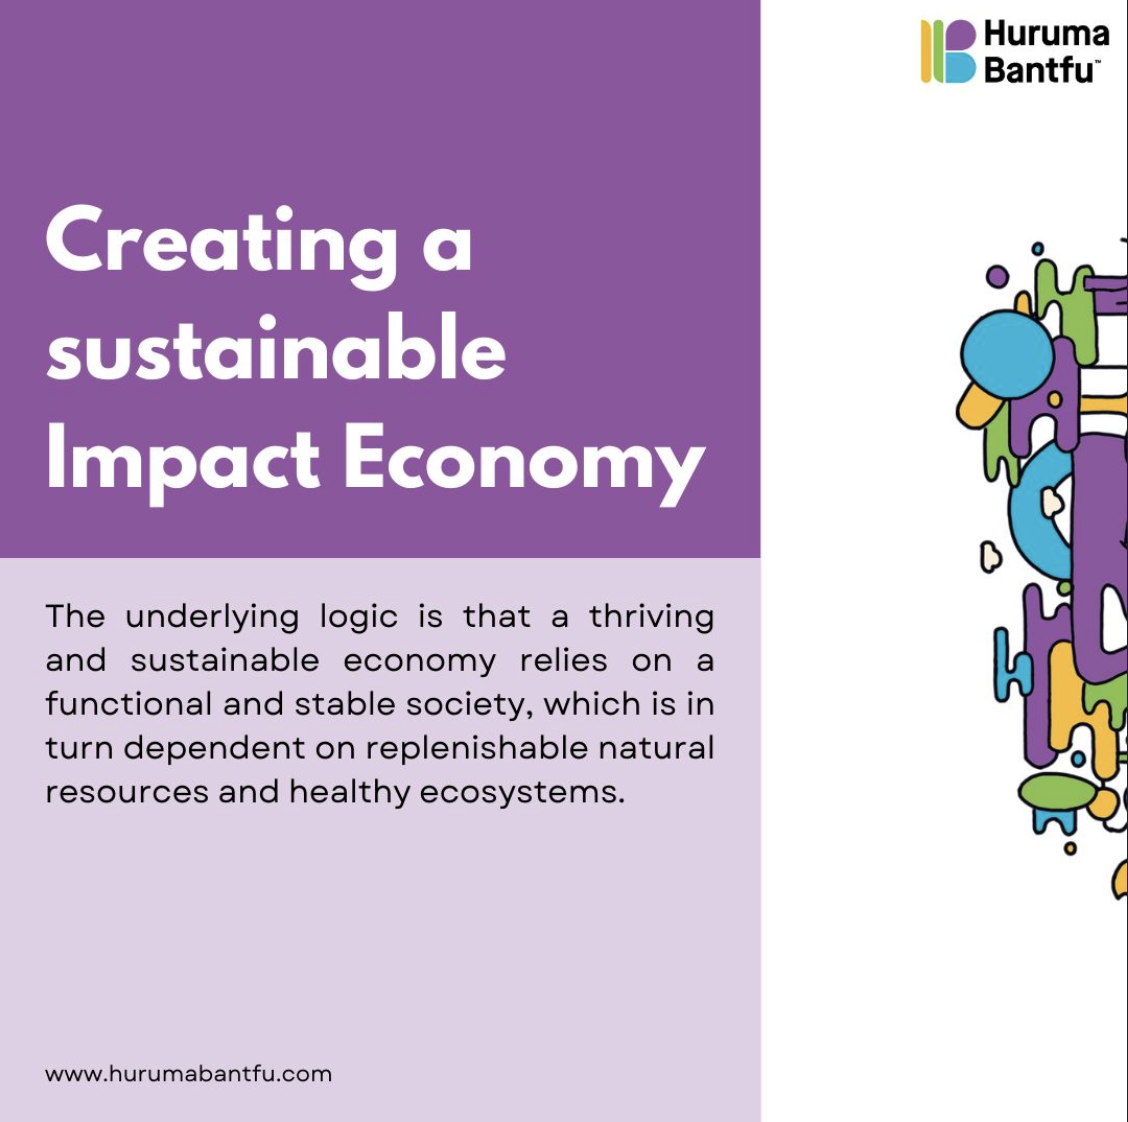 Huruma
Bantfu™
Creating a
sustainable
Impact Economy
The underlying logic is that a thriving
and sustainable economy relies on a
functional and stable society, which is in
turn dependent on replenishable natural
resources and healthy ecosystems.
www.hurumabantfu.com